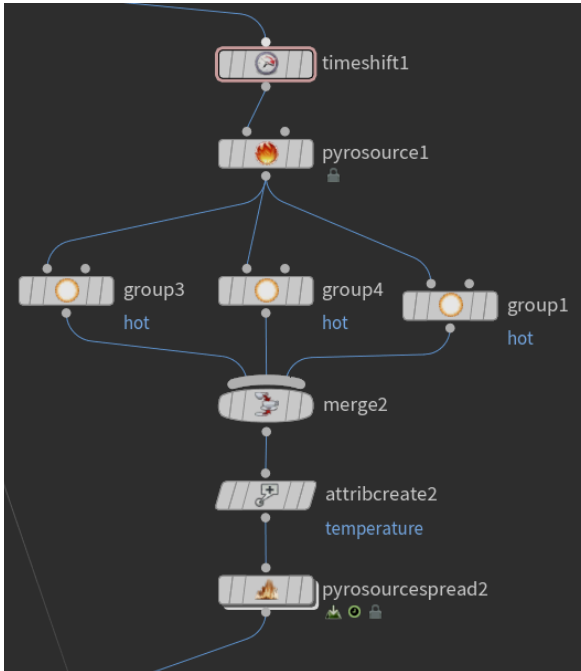 timeshift1
pyrosource1
group3
hot
group4
hot
group1
hot
merge2
attribcreate2
temperature
pyrosourcespread2